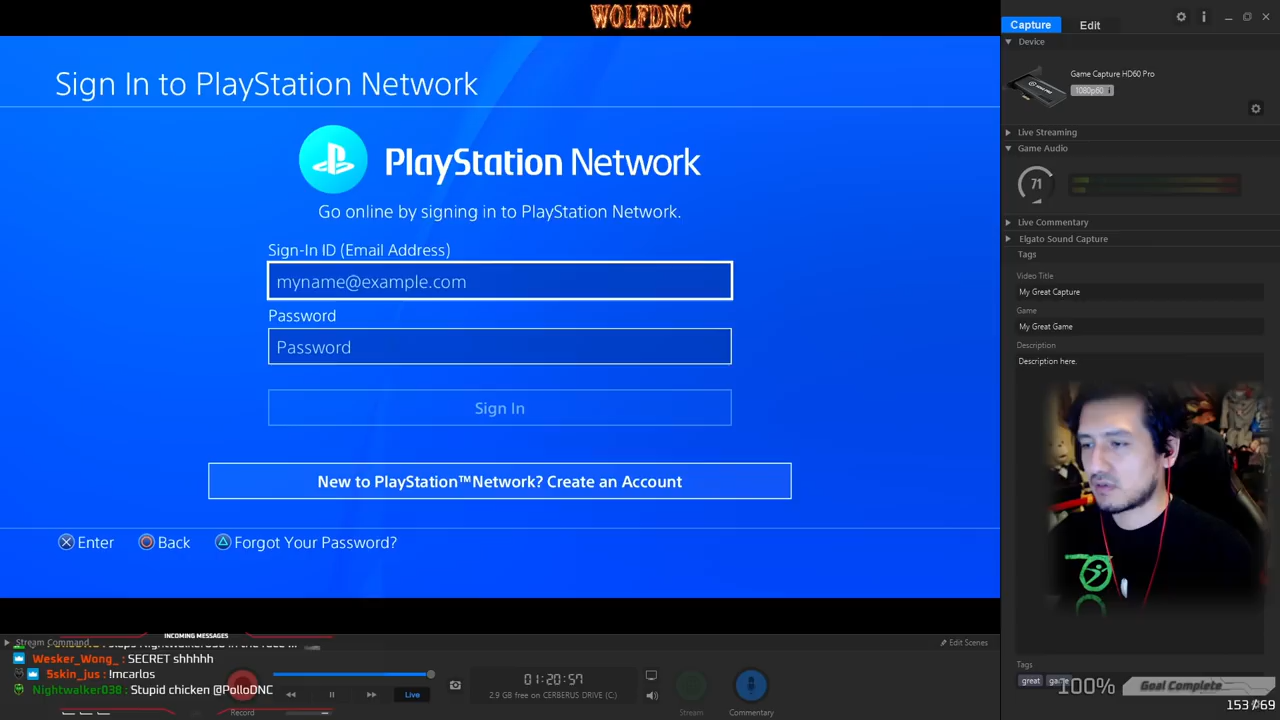 WOLFDNC
Sign In to PlayStation Network
PlayStation Network
Go online by signing in to PlayStation Network.
Sign-In ID (Email Address)
myname@example.com
Password
Password
Sign In
New to PlayStation™Network? Create an Account
Enter
Back
Forgot Your Password?
Capture
Edit
Device
Game Capture HD60 Pro
1080p60
Live Streaming
Game Audio
71
Live Commentary
Elgato Sound Capture
Tags
Video Title
My Great Capture
Game
My Great Game
Description
Description here.
Tags
great
game
100%
Goal Complete
153 / 69
INCOMING MESSAGES
Stream Command
Edit Scenes
Wesker_Wong_ : SECRET shhhhh
5skin_jus : !mcarlos
Nightwalker038 : Stupid chicken @PolloDNC
Record
Live
01:20:57
2.9 GB free on CERBERUS DRIVE (C:)
Stream
Commentary